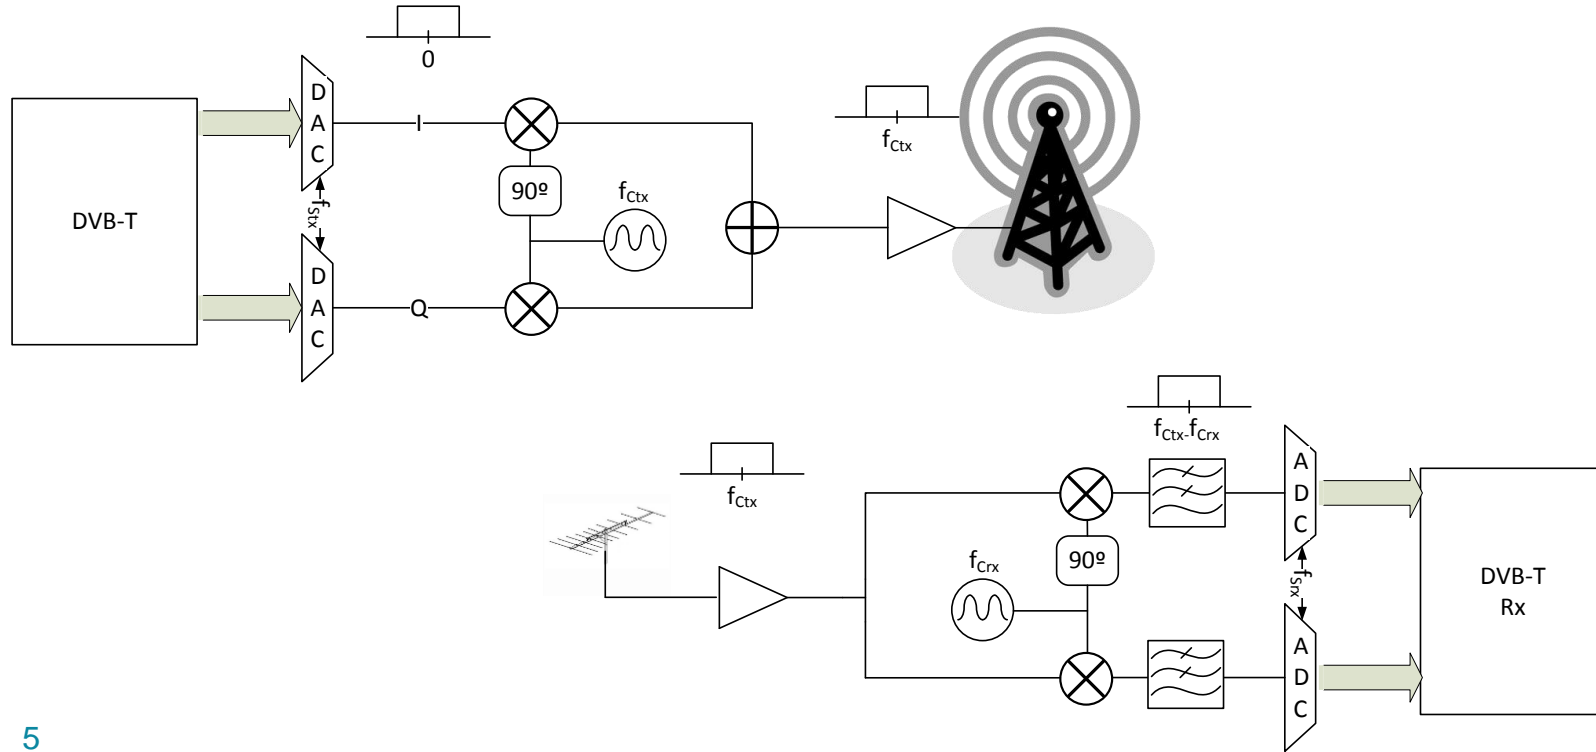 0
D
A
C
I
f_Ctx
DVB-T
f_Stx
90º
f_Ctx
D
A
C
Q
f_Ctx-f_Crx
f_Ctx
A
D
C
f_Crx
90º
f_Srx
DVB-T
Rx
A
D
C
5